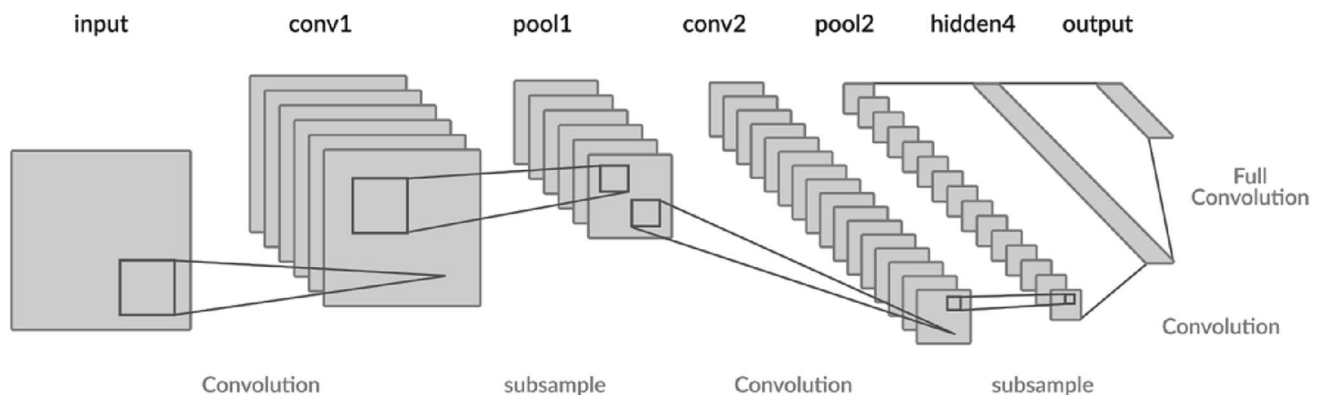 input conv1 pool1 conv2 pool2 hidden4 output
Full
Convolution
Convolution
Convolution subsample Convolution subsample